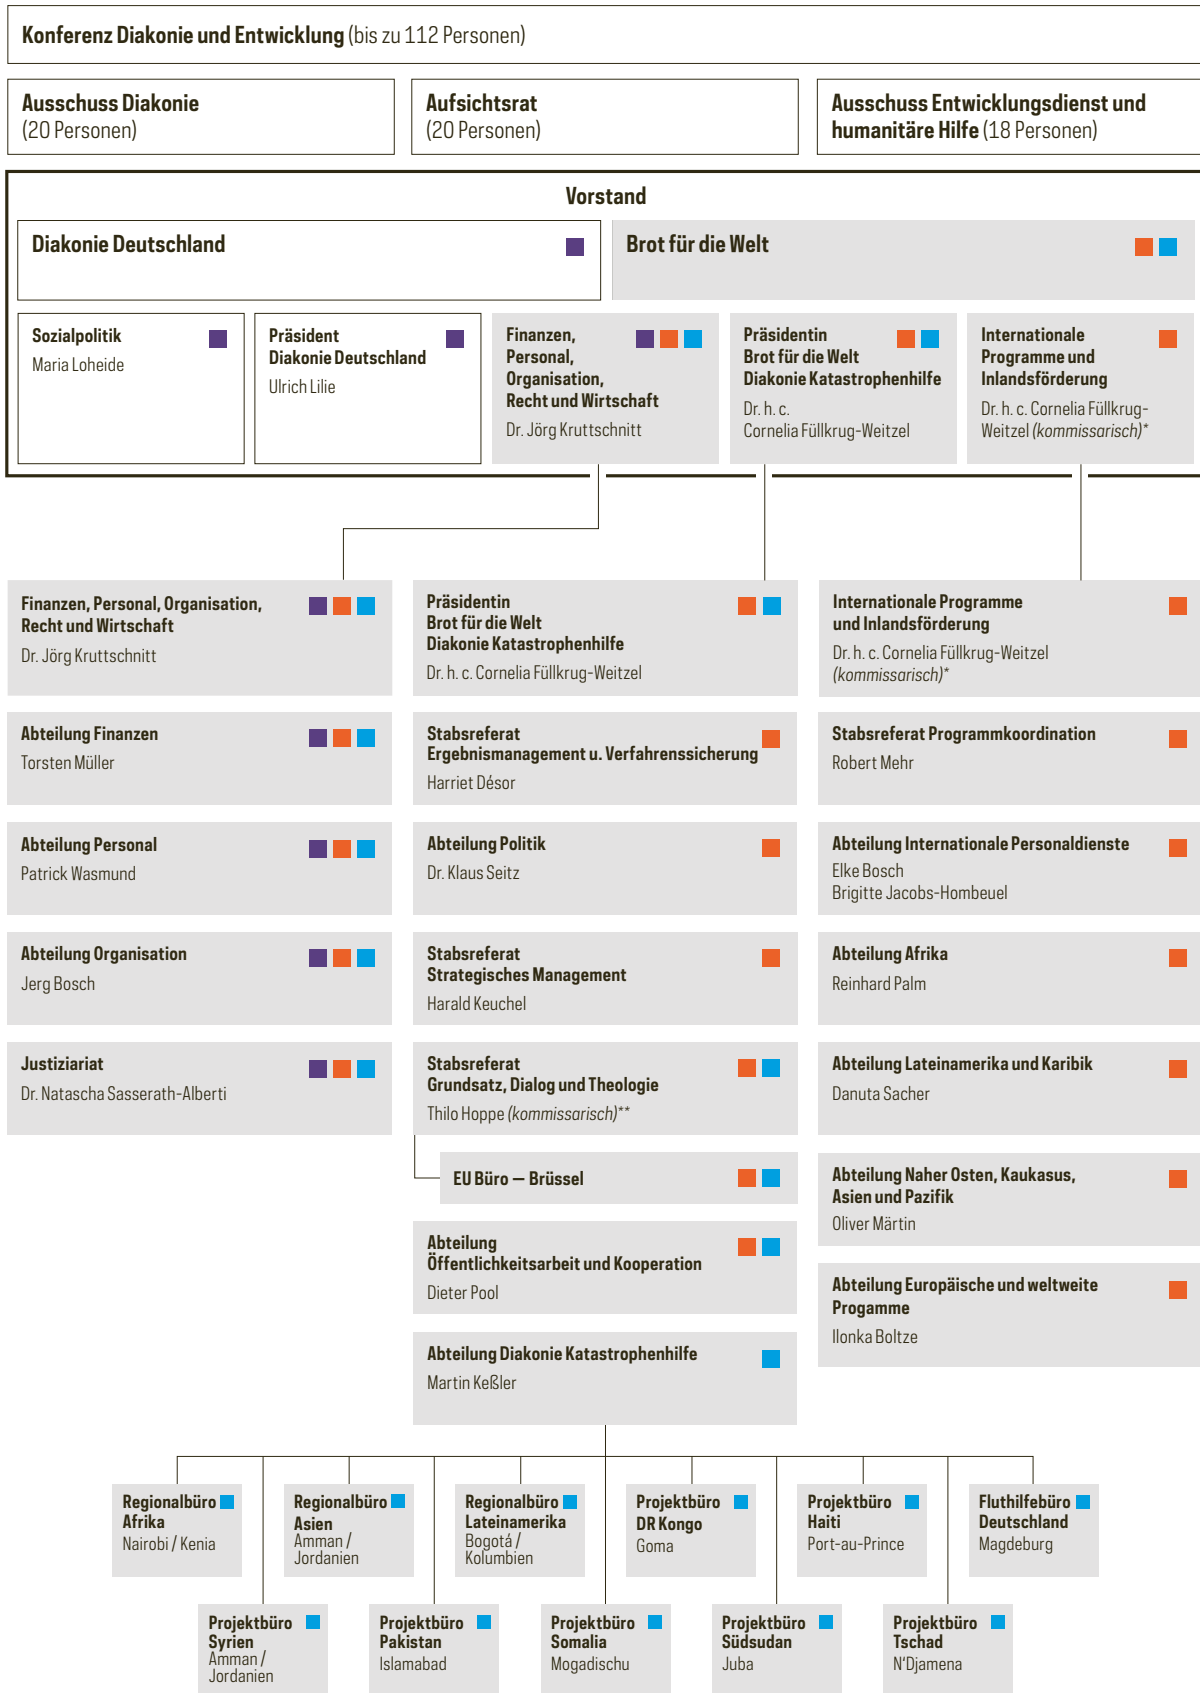 Konferenz Diakonie und Entwicklung (bis zu 112 Personen)
Ausschuss Diakonie
(20 Personen)
Aufsichtsrat
(20 Personen)
Ausschuss Entwicklungsdienst und
humanitäre Hilfe (18 Personen)
Vorstand
Diakonie Deutschland
Brot für die Welt
Sozialpolitik
Maria Loheide
Präsident
Diakonie Deutschland
Ulrich Lilie
Finanzen,
Personal,
Organisation,
Recht und Wirtschaft
Dr. Jörg Kruttschnitt
Präsidentin
Brot für die Welt
Diakonie Katastrophenhilfe
Dr. h. c.
Cornelia Füllkrug-Weitzel
Internationale
Programme und
Inlandsförderung
Dr. h. c. Cornelia Füllkrug-
Weitzel (kommissarisch)*
Finanzen, Personal, Organisation,
Recht und Wirtschaft
Dr. Jörg Kruttschnitt
Abteilung Finanzen
Torsten Müller
Abteilung Personal
Patrick Wasmund
Abteilung Organisation
Jerg Bosch
Justiziariat
Dr. Natascha Sasserath-Alberti
Präsidentin
Brot für die Welt
Diakonie Katastrophenhilfe
Dr. h. c. Cornelia Füllkrug-Weitzel
Stabsreferat
Ergebnismanagement u. Verfahrenssicherung
Harriet Désor
Abteilung Politik
Dr. Klaus Seitz
Stabsreferat
Strategisches Management
Harald Keuchel
Stabsreferat
Grundsatz, Dialog und Theologie
Thilo Hoppe (kommissarisch)**
EU Büro — Brüssel
Abteilung
Öffentlichkeitsarbeit und Kooperation
Dieter Pool
Abteilung Diakonie Katastrophenhilfe
Martin Keßler
Internationale Programme
und Inlandsförderung
Dr. h. c. Cornelia Füllkrug-Weitzel
(kommissarisch)*
Stabsreferat Programmkoordination
Robert Mehr
Abteilung Internationale Personaldienste
Elke Bosch
Brigitte Jacobs-Hombeuel
Abteilung Afrika
Reinhard Palm
Abteilung Lateinamerika und Karibik
Danuta Sacher
Abteilung Naher Osten, Kaukasus,
Asien und Pazifik
Oliver Märtin
Abteilung Europäische und weltweite
Progamme
Ilonka Boltze
Regionalbüro
Afrika
Nairobi / Kenia
Regionalbüro
Asien
Amman /
Jordanien
Regionalbüro
Lateinamerika
Bogotá /
Kolumbien
Projektbüro
DR Kongo
Goma
Projektbüro
Haiti
Port-au-Prince
Fluthilfebüro
Deutschland
Magdeburg
Projektbüro
Syrien
Amman /
Jordanien
Projektbüro
Pakistan
Islamabad
Projektbüro
Somalia
Mogadischu
Projektbüro
Südsudan
Juba
Projektbüro
Tschad
N'Djamena